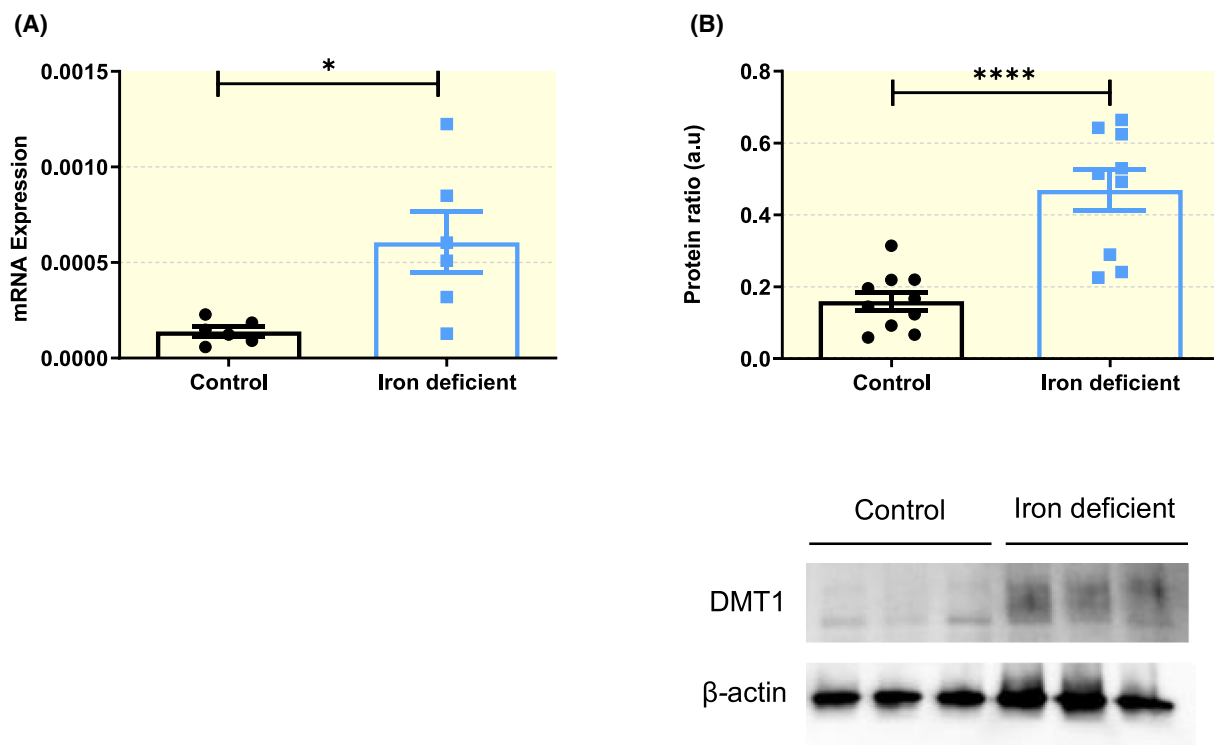 (A)
*
0.0015
0.0010
0.0005
0.0000
mRNA Expression
Control Iron deficient
(B)
****
0.8
0.6
0.4
0.2
0.0
Protein ratio (a.u)
Control Iron deficient
Control Iron deficient
DMT1
β-actin